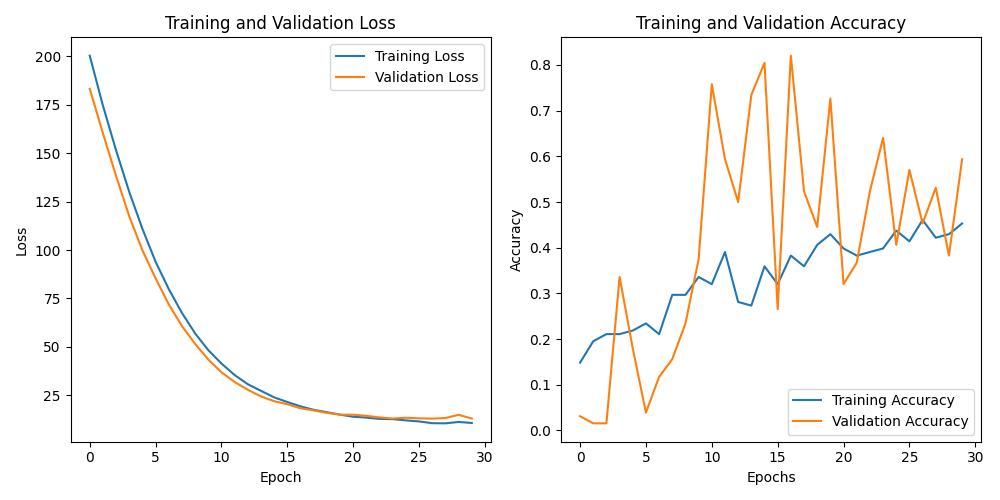 Training and Validation Loss
200
175
150
125
100
75
50
25
Loss
0 5 10 15 20 25 30
Epoch
Training Loss
Validation Loss
Training and Validation Accuracy
0.8
0.7
0.6
0.5
0.4
0.3
0.2
0.1
0.0
Accuracy
0 5 10 15 20 25 30
Epochs
Training Accuracy
Validation Accuracy